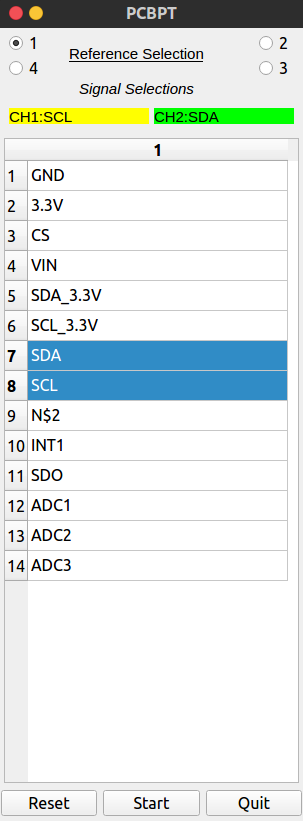 PCBPT
1 2
Reference Selection
4 3
Signal Selections
CH1:SCL CH2:SDA
1
1 GND
2 3.3V
3 CS
4 VIN
5 SDA_3.3V
6 SCL_3.3V
7 SDA
8 SCL
9 N$2
10 INT1
11 SDO
12 ADC1
13 ADC2
14 ADC3
Reset Start Quit